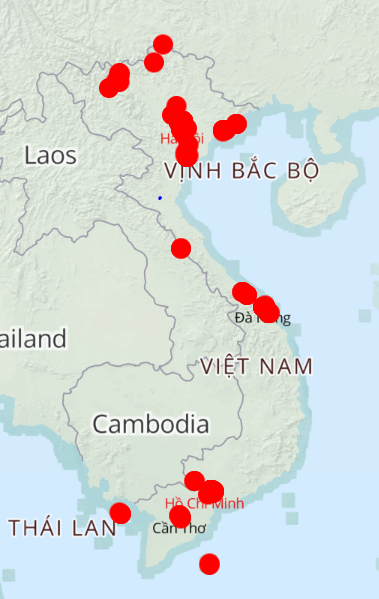 Hà Nội
Laos
VỊNH BẮC BỘ
Đà Nẵng
ailand
VIỆT NAM
Cambodia
Hồ Chí Minh
THÁI LAN
Cần Thơ